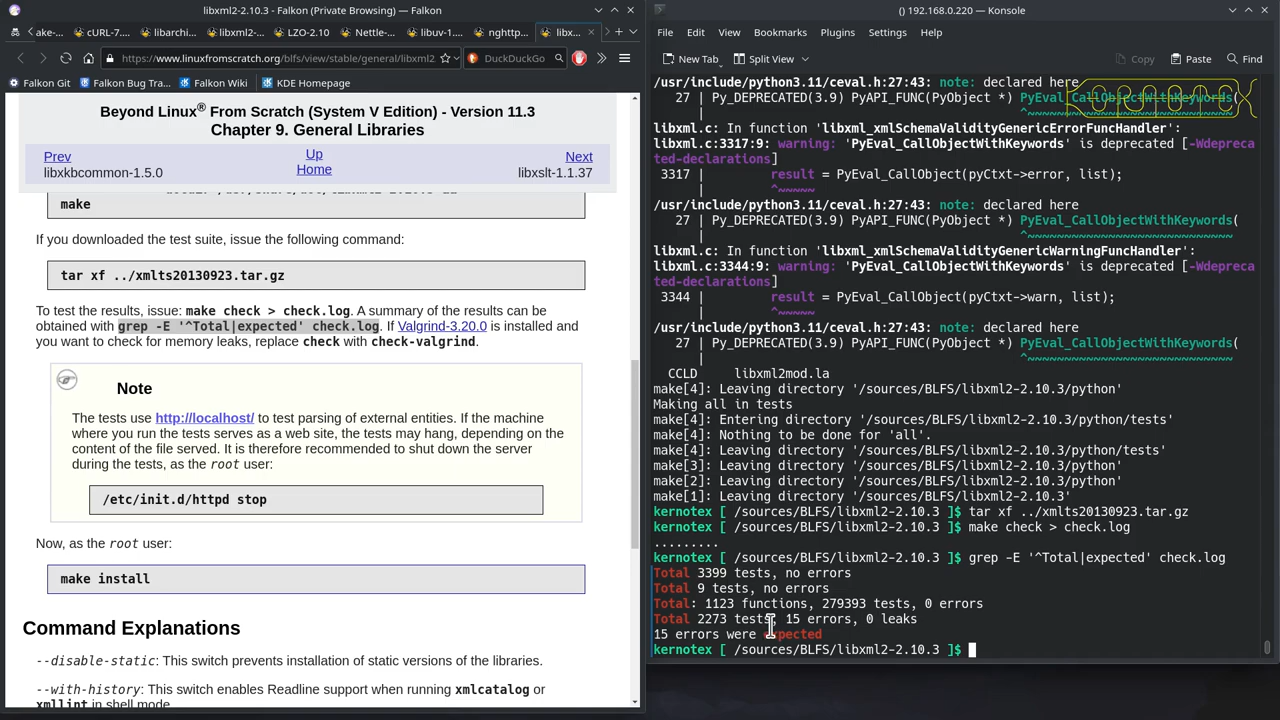 libxml2-2.10.3 - Falkon (Private Browsing) — Falkon
ake-...
cURL-7....
libarchi...
libxml2-...
LZO-2.10
Nettle-...
libuv-1....
nghttp...
libx...
https://www.linuxfromscratch.org/blfs/view/stable/general/libxml2
DuckDuckGo
Falkon Git
Falkon Bug Tra...
Falkon Wiki
KDE Homepage
Beyond Linux® From Scratch (System V Edition) - Version 11.3
Chapter 9. General Libraries
Prev
Up
Next
libxkbcommon-1.5.0
Home
libxslt-1.1.37
make
If you downloaded the test suite, issue the following command:
tar xf ../xmlts20130923.tar.gz
To test the results, issue: make check > check.log. A summary of the results can be
obtained with grep -E '^Total|expected' check.log. If Valgrind-3.20.0 is installed and
you want to check for memory leaks, replace check with check-valgrind.
Note
The tests use http://localhost/ to test parsing of external entities. If the machine
where you run the tests serves as a web site, the tests may hang, depending on the
content of the file served. It is therefore recommended to shut down the server
during the tests, as the root user:
/etc/init.d/httpd stop
Now, as the root user:
make install
Command Explanations
--disable-static: This switch prevents installation of static versions of the libraries.
--with-history: This switch enables Readline support when running xmlcatalog or
xmllint in shell mode.
() 192.168.0.220 — Konsole
File Edit View Bookmarks Plugins Settings Help
New Tab
Split View
Copy
Paste
Find
/usr/include/python3.11/ceval.h:27:43: note: declared here
27 | Py_DEPRECATED(3.9) PyAPI_FUNC(PyObject *) PyEval_CallObjectWithKeywords(
| ^~~~~~~~~~~~~~~~~~~~~~~~~~~~~
libxml.c: In function 'libxml_xmlSchemaValidityGenericErrorFuncHandler':
libxml.c:3317:9: warning: 'PyEval_CallObjectWithKeywords' is deprecated [-Wdepreca
ted-declarations]
3317 | result = PyEval_CallObject(pyCtxt->error, list);
| ^~~~~~
/usr/include/python3.11/ceval.h:27:43: note: declared here
27 | Py_DEPRECATED(3.9) PyAPI_FUNC(PyObject *) PyEval_CallObjectWithKeywords(
| ^~~~~~~~~~~~~~~~~~~~~~~~~~~~~
libxml.c: In function 'libxml_xmlSchemaValidityGenericWarningFuncHandler':
libxml.c:3344:9: warning: 'PyEval_CallObjectWithKeywords' is deprecated [-Wdepreca
ted-declarations]
3344 | result = PyEval_CallObject(pyCtxt->warn, list);
| ^~~~~~
/usr/include/python3.11/ceval.h:27:43: note: declared here
27 | Py_DEPRECATED(3.9) PyAPI_FUNC(PyObject *) PyEval_CallObjectWithKeywords(
| ^~~~~~~~~~~~~~~~~~~~~~~~~~~~~
CCLD libxml2mod.la
make[4]: Leaving directory '/sources/BLFS/libxml2-2.10.3/python'
Making all in tests
make[4]: Entering directory '/sources/BLFS/libxml2-2.10.3/python/tests'
make[4]: Nothing to be done for 'all'.
make[4]: Leaving directory '/sources/BLFS/libxml2-2.10.3/python/tests'
make[3]: Leaving directory '/sources/BLFS/libxml2-2.10.3/python'
make[2]: Leaving directory '/sources/BLFS/libxml2-2.10.3/python'
make[1]: Leaving directory '/sources/BLFS/libxml2-2.10.3'
kernotex [ /sources/BLFS/libxml2-2.10.3 ]$ tar xf ../xmlts20130923.tar.gz
kernotex [ /sources/BLFS/libxml2-2.10.3 ]$ make check > check.log
.........
kernotex [ /sources/BLFS/libxml2-2.10.3 ]$ grep -E '^Total|expected' check.log
Total 3399 tests, no errors
Total 9 tests, no errors
Total: 1123 functions, 279393 tests, 0 errors
Total 2273 tests, 15 errors, 0 leaks
15 errors were expected
kernotex [ /sources/BLFS/libxml2-2.10.3 ]$